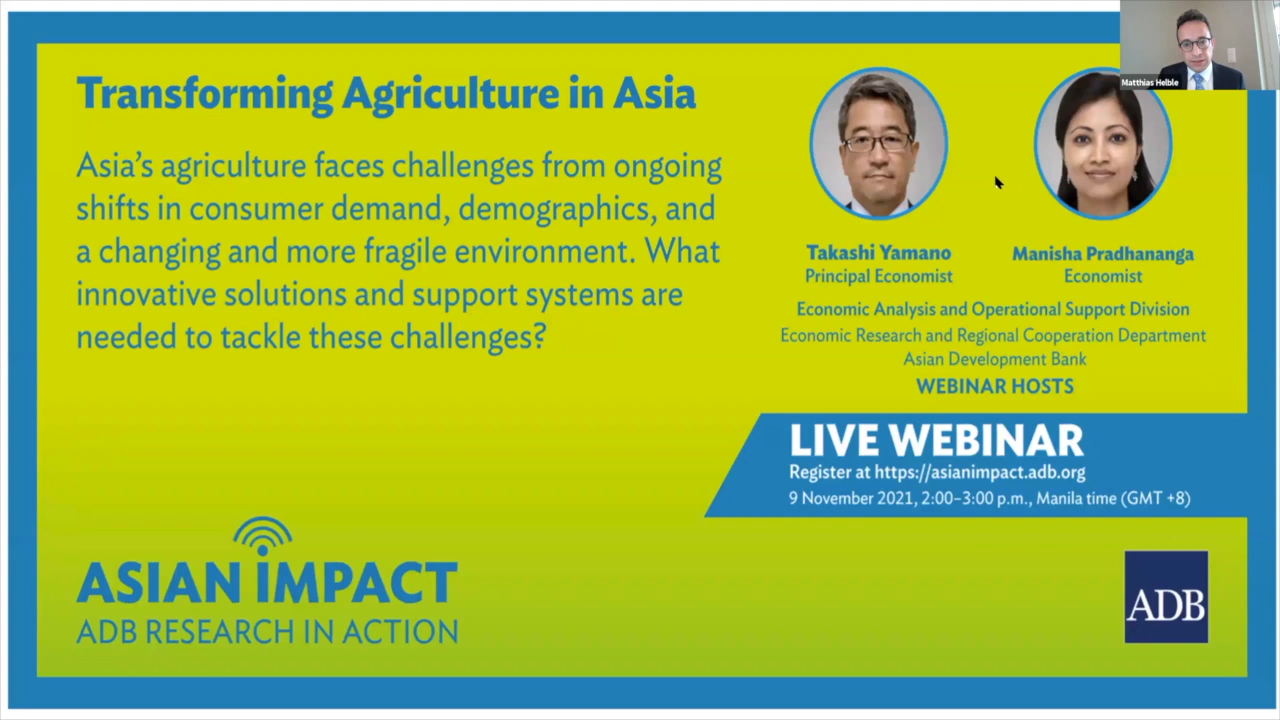 Transforming Agriculture in Asia
Asia's agriculture faces challenges from ongoing
shifts in consumer demand, demographics, and
a changing and more fragile environment. What
innovative solutions and support systems are
needed to tackle these challenges?
Matthias Helble
Takashi Yamano
Principal Economist
Manisha Pradhananga
Economist
Economic Analysis and Operational Support Division
Economic Research and Regional Cooperation Department
Asian Development Bank
WEBINAR HOSTS
LIVE WEBINAR
Register at https://asianimpact.adb.org
9 November 2021, 2:00–3:00 p.m., Manila time (GMT +8)
ASIAN IMPACT
ADB RESEARCH IN ACTION
ADB